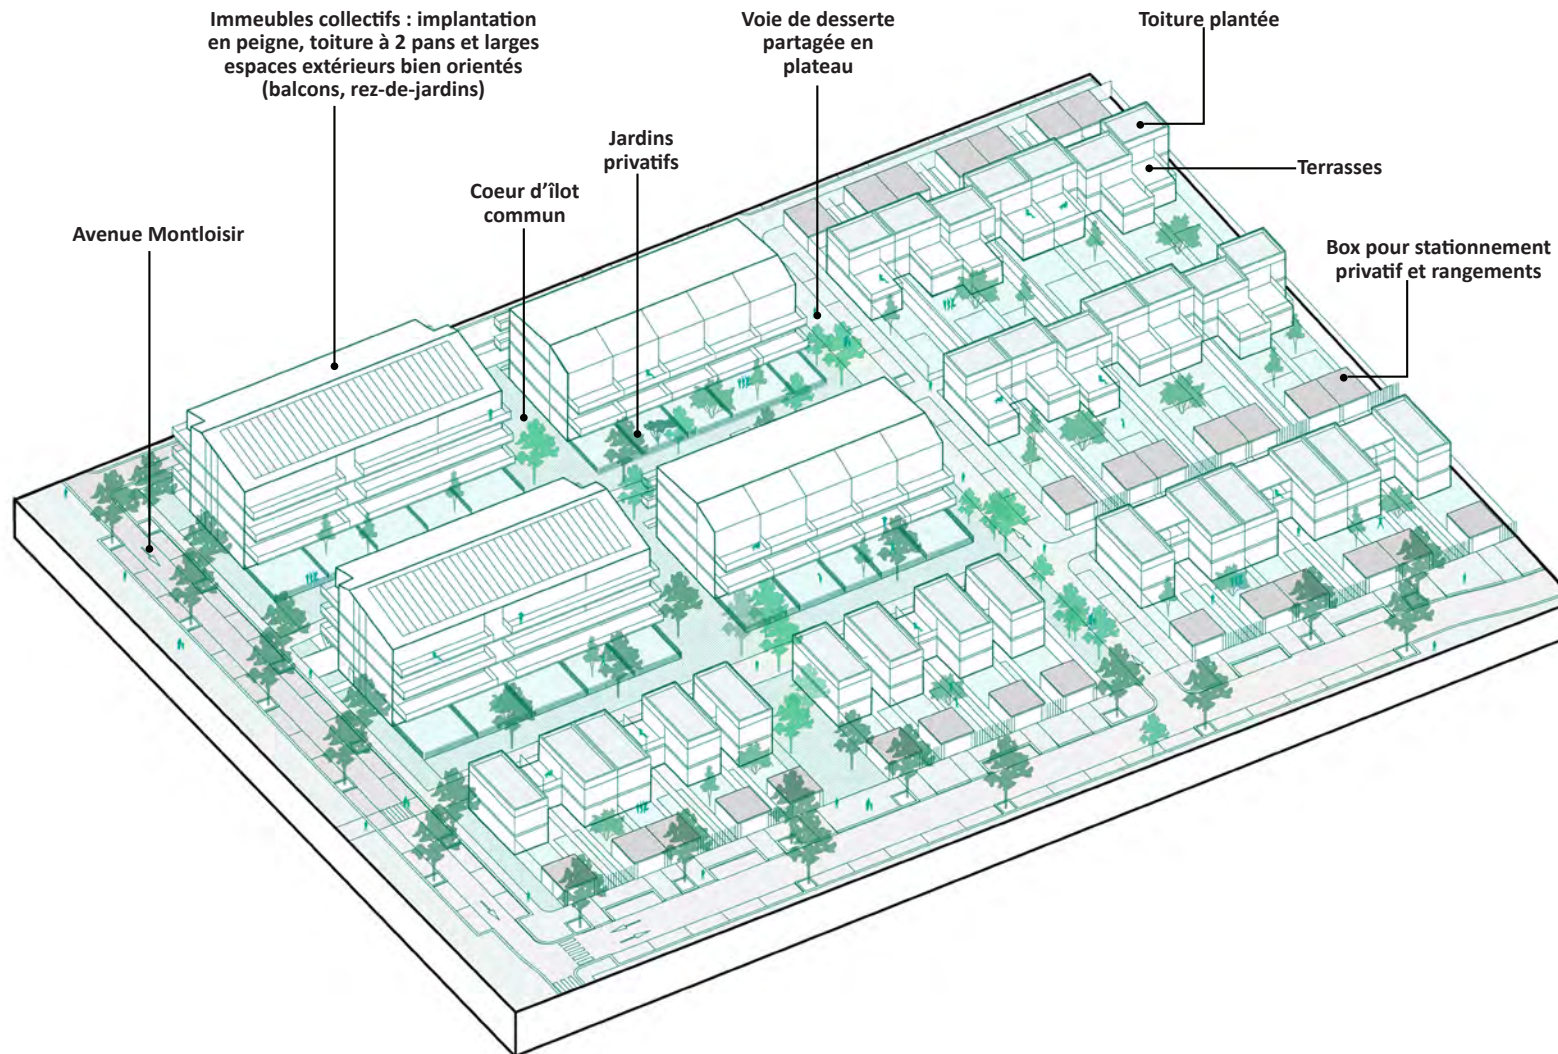 Immeubles collectifs : implantation
en peigne, toiture à 2 pans et larges
espaces extérieurs bien orientés
(balcons, rez-de-jardins)
Voie de desserte
partagée en
plateau
Toiture plantée
Jardins
privatifs
Terrasses
Coeur d’îlot
commun
Avenue Montloisir
Box pour stationnement
privatif et rangements